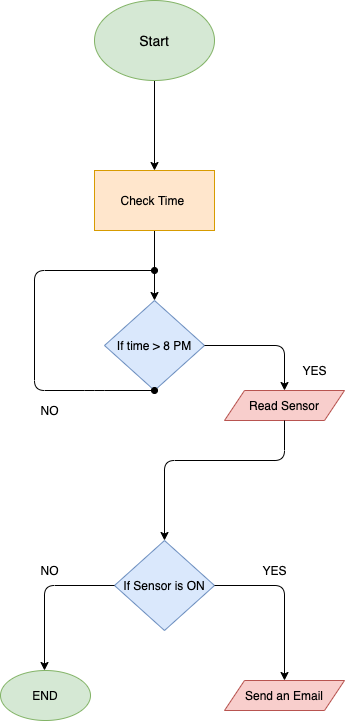 Start
Check Time
If time > 8 PM
YES
NO
Read Sensor
NO
YES
If Sensor is ON
END
Send an Email